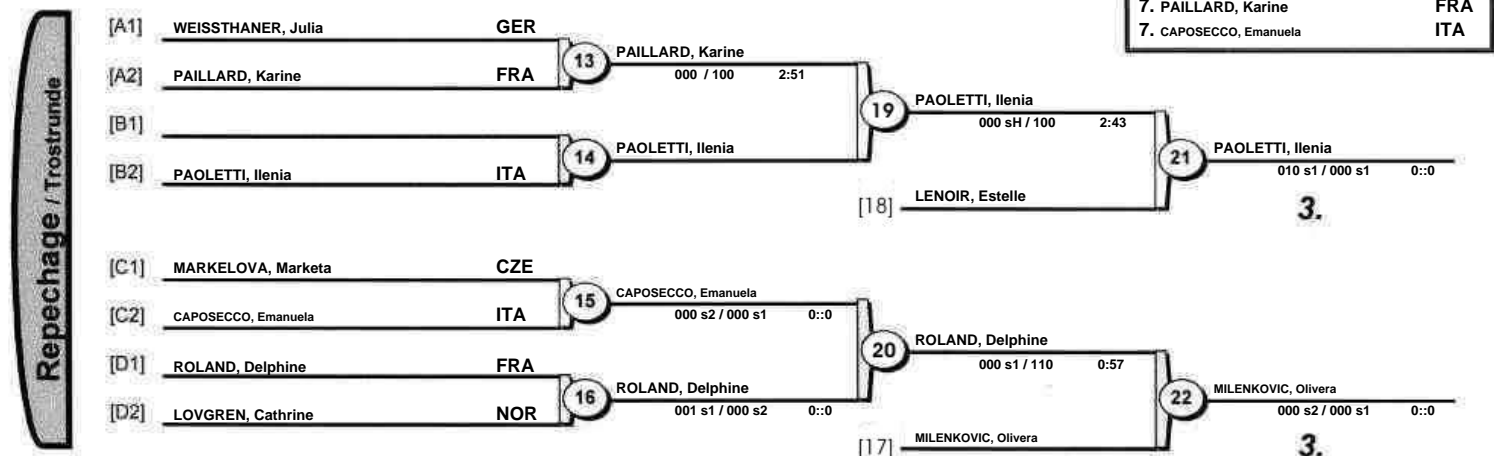 7. PAILLARD, Karine FRA
7. CAPOSECCO, Emanuela ITA
Repechage / Trostrunde
[A1] WEISSTHANER, Julia GER
[A2] PAILLARD, Karine FRA
13 PAILLARD, Karine
000 / 100 2:51
[B1]
[B2] PAOLETTI, Ilenia ITA
14 PAOLETTI, Ilenia
19 PAOLETTI, Ilenia
000 sH / 100 2:43
[18] LENOIR, Estelle
21 PAOLETTI, Ilenia
010 s1 / 000 s1 0::0
3.
[C1] MARKELOVA, Marketa CZE
[C2] CAPOSECCO, Emanuela ITA
15 CAPOSECCO, Emanuela
000 s2 / 000 s1 0::0
[D1] ROLAND, Delphine FRA
[D2] LOVGREN, Cathrine NOR
16 ROLAND, Delphine
001 s1 / 000 s2 0::0
20 ROLAND, Delphine
000 s1 / 110 0:57
[17] MILENKOVIC, Olivera
22 MILENKOVIC, Olivera
000 s2 / 000 s1 0::0
3.